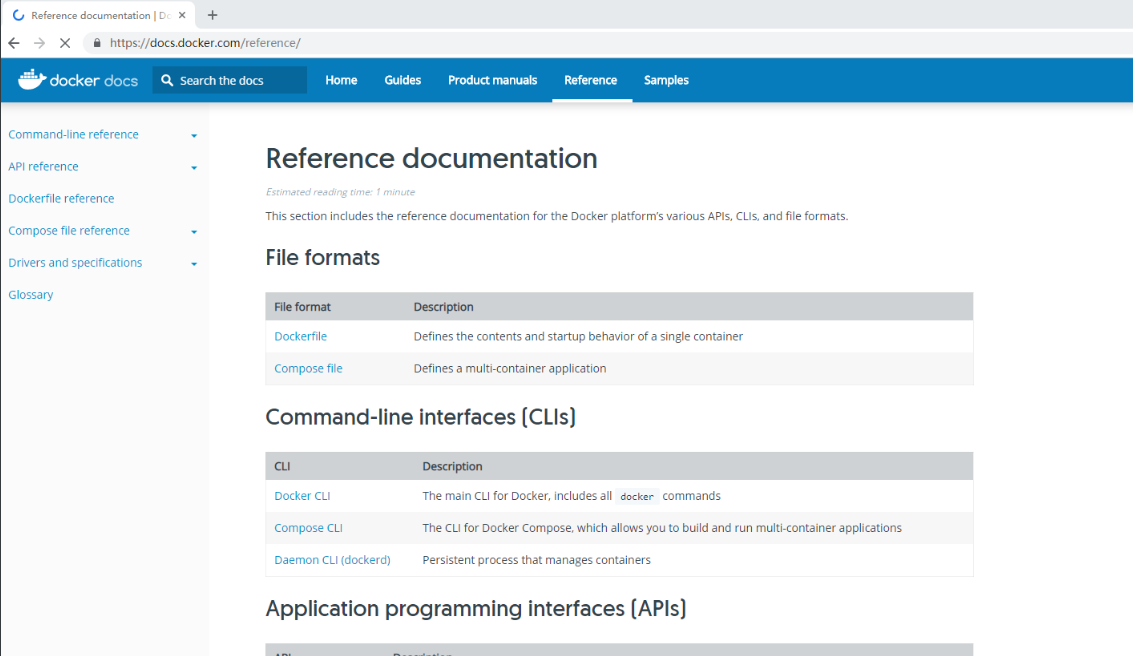 Reference documentation | Do
https://docs.docker.com/reference/
docker docs
Search the docs
Home
Guides
Product manuals
Reference
Samples
Command-line reference
API reference
Dockerfile reference
Compose file reference
Drivers and specifications
Glossary
Reference documentation
Estimated reading time: 1 minute
This section includes the reference documentation for the Docker platform's various APIs, CLIs, and file formats.
File formats
File format Description
Dockerfile Defines the contents and startup behavior of a single container
Compose file Defines a multi-container application
Command-line interfaces (CLIs)
CLI Description
Docker CLI The main CLI for Docker, includes all docker commands
Compose CLI The CLI for Docker Compose, which allows you to build and run multi-container applications
Daemon CLI (dockerd) Persistent process that manages containers
Application programming interfaces (APIs)
API Description